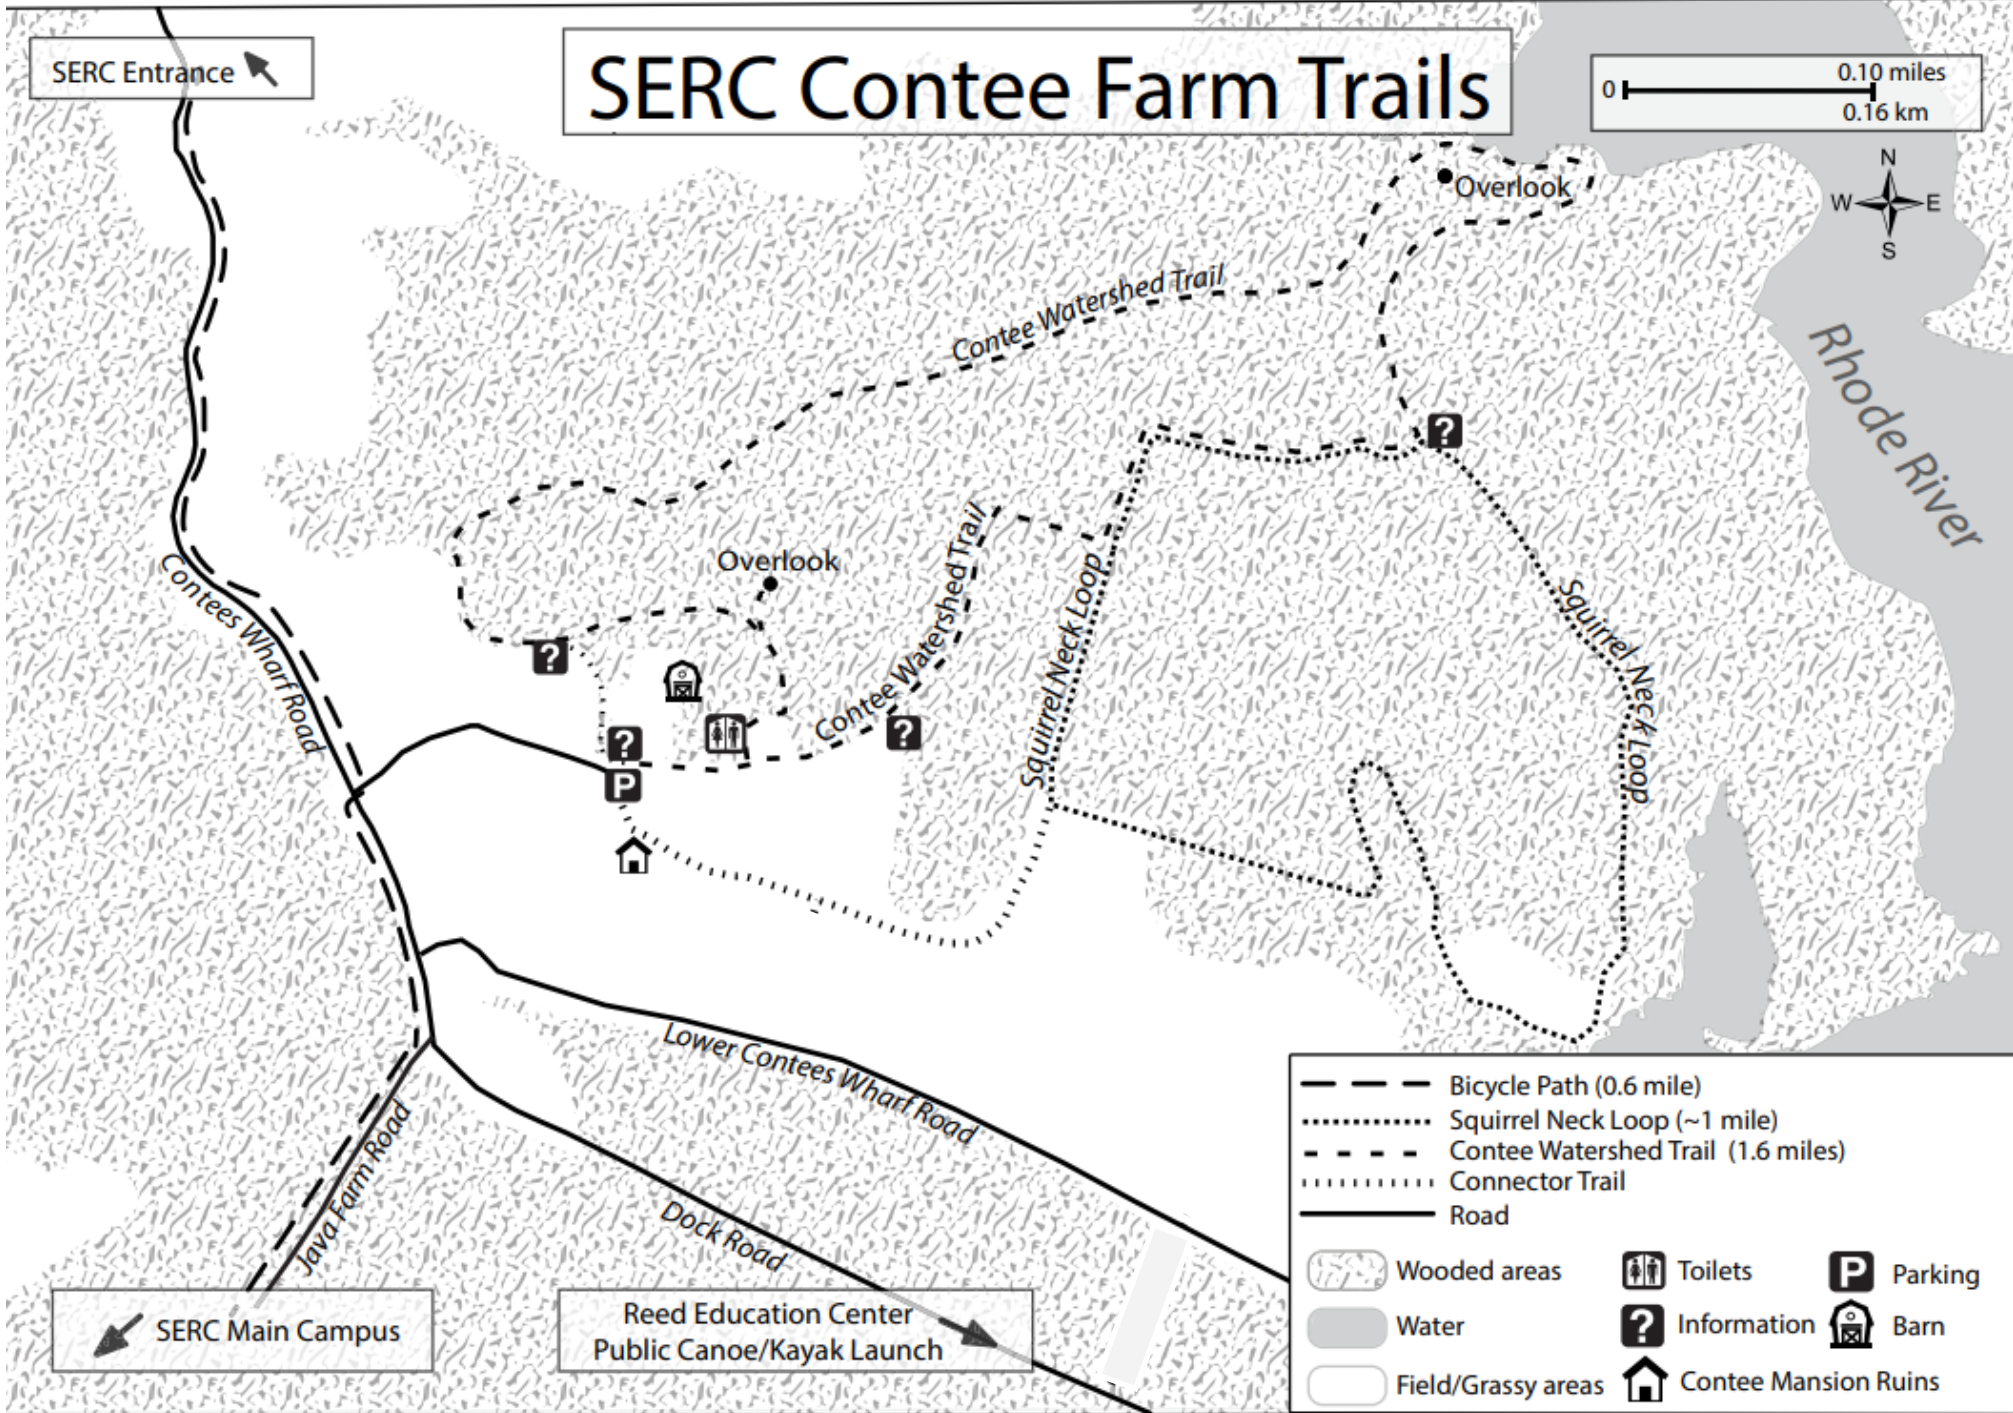 SERC Entrance
SERC Contee Farm Trails
0
0.10 miles
0.16 km
N
W
E
S
Overlook
Contee Watershed Trail
Rhode River
?
Overlook
Contee Watershed Trail
Squirrel Neck Loop
Squirrel Neck Loop
Contees Wharf Road
?
?
?
P
Lower Contees Wharf Road
Java Farm Road
Dock Road
SERC Main Campus
Reed Education Center
Public Canoe/Kayak Launch
Bicycle Path (0.6 mile)
Squirrel Neck Loop (~1 mile)
Contee Watershed Trail (1.6 miles)
Connector Trail
Road
Wooded areas
Toilets
P Parking
Water
? Information
Barn
Field/Grassy areas
Contee Mansion Ruins